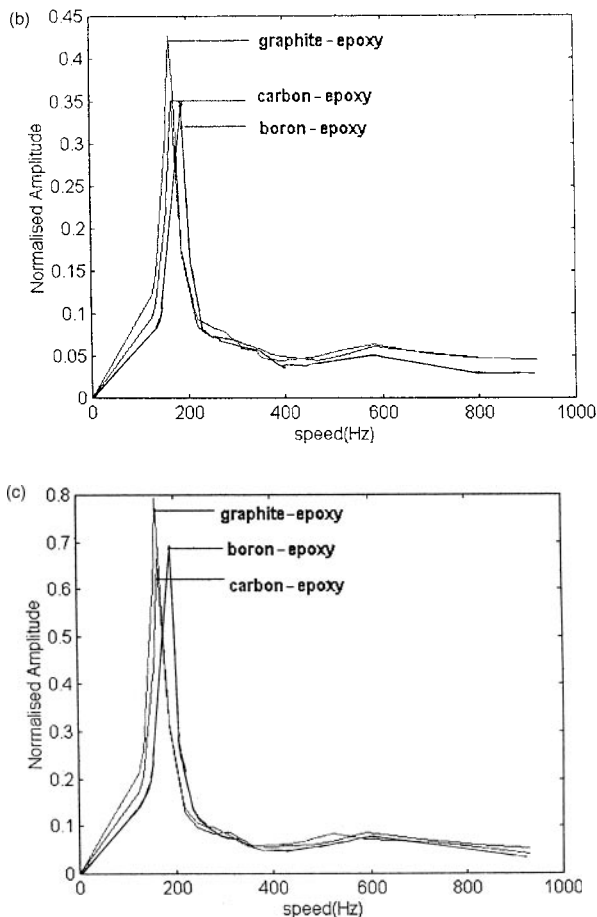 (b)
0.45
graphite-epoxy
0.4
0.35
carbon-epoxy
boron-epoxy
0.3
Normalised Amplitude
0.25
0.2
0.15
0.1
0.05
0
0 200 400 600 800 1000
speed(Hz)
(c)
0.8
graphite-epoxy
0.7
boron-epoxy
carbon-epoxy
0.6
0.5
Normalised Amplitude
0.4
0.3
0.2
0.1
0
0 200 400 600 800 1000
speed(Hz)